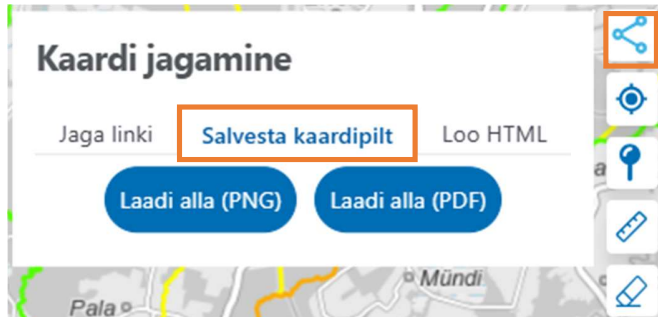 Kaardi jagamine
Jaga linki Salvesta kaardipilt Loo HTML
Laadi alla (PNG) Laadi alla (PDF)
Mündi
Pala